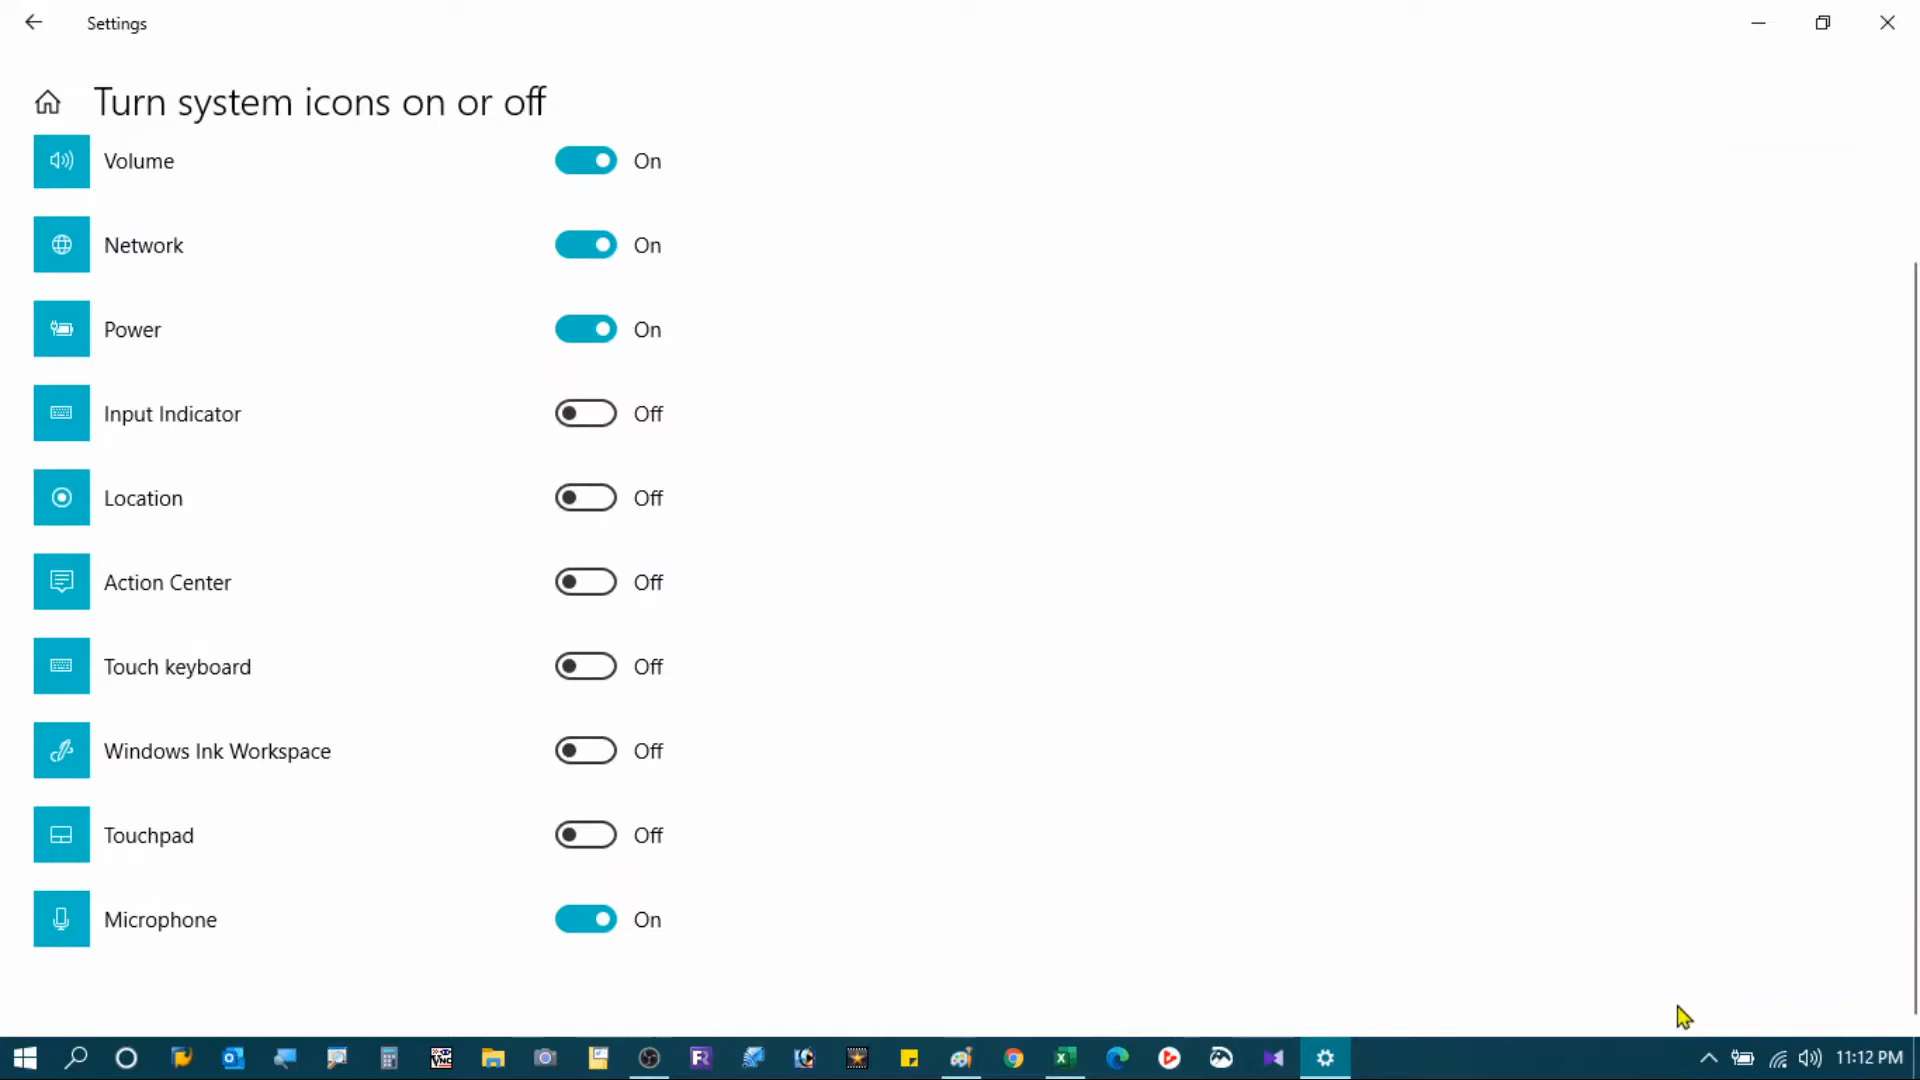 Settings
Turn system icons on or off
Volume On
Network On
Power On
Input Indicator Off
Location Off
Action Center Off
Touch keyboard Off
Windows Ink Workspace Off
Touchpad Off
Microphone On
11:12 PM